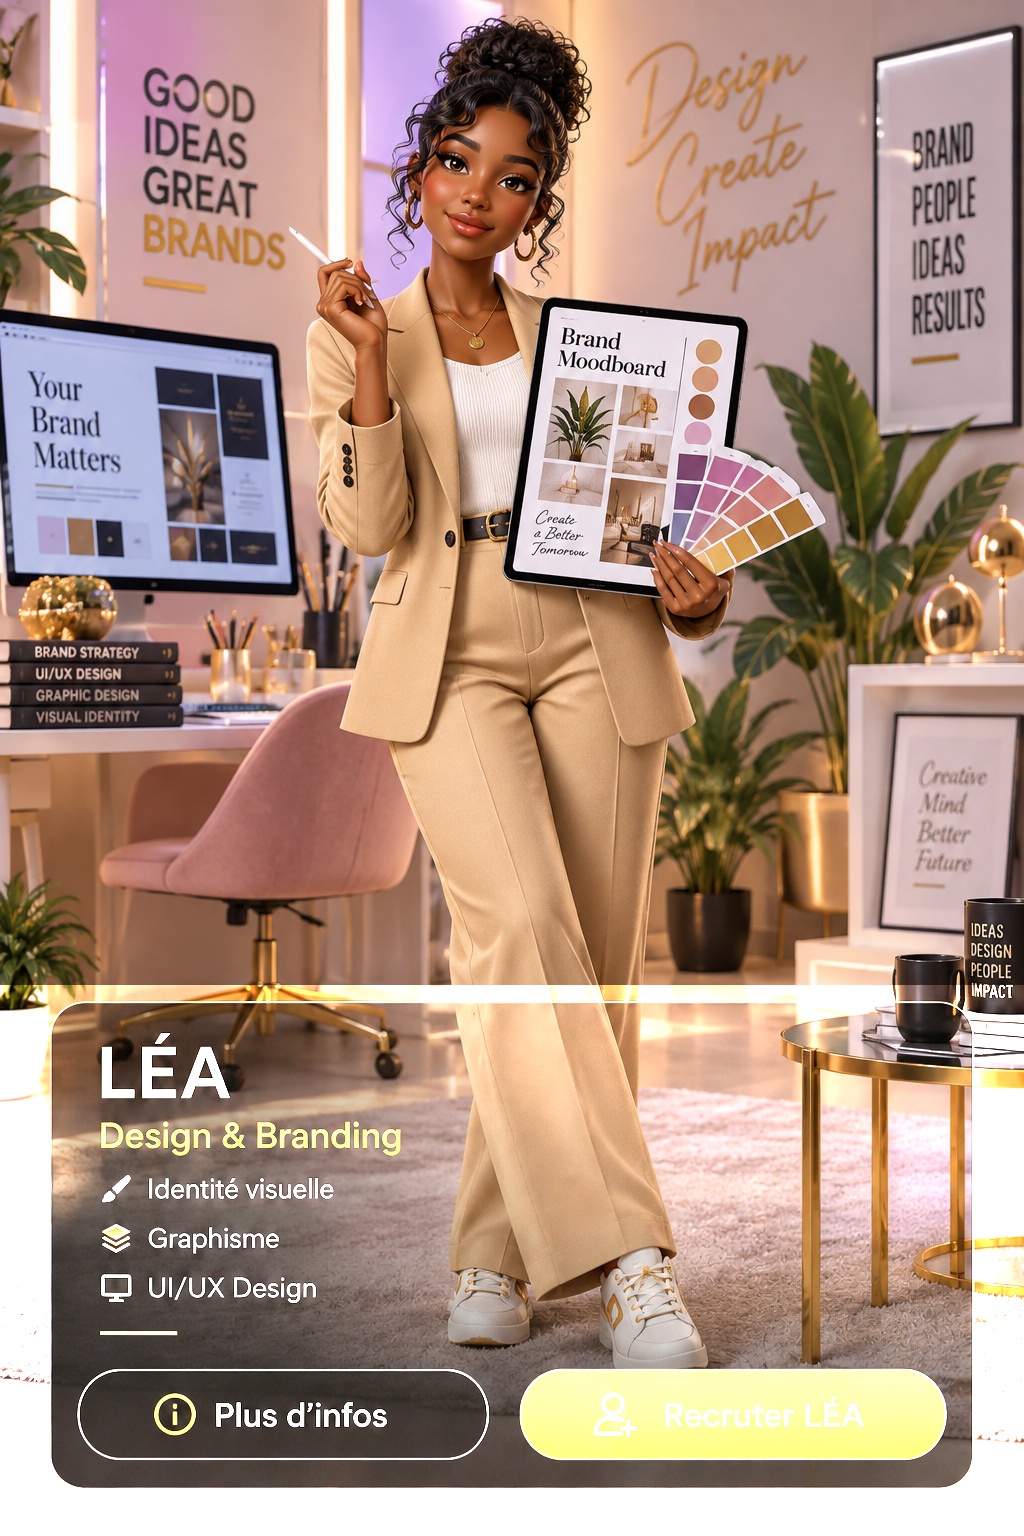 GOOD
IDEAS
GREAT
BRANDS
Design
Create
Impact
BRAND
PEOPLE
IDEAS
RESULTS
Your
Brand
Matters
Brand
Moodboard
Create
a Better
Tomorrow
BRAND STRATEGY
UI/UX DESIGN
GRAPHIC DESIGN
VISUAL IDENTITY
Creative
Mind
Better
Future
IDEAS
DESIGN
PEOPLE
IMPACT
LÉA
Design & Branding
Identité visuelle
Graphisme
UI/UX Design
Plus d’infos
Recruter LÉA